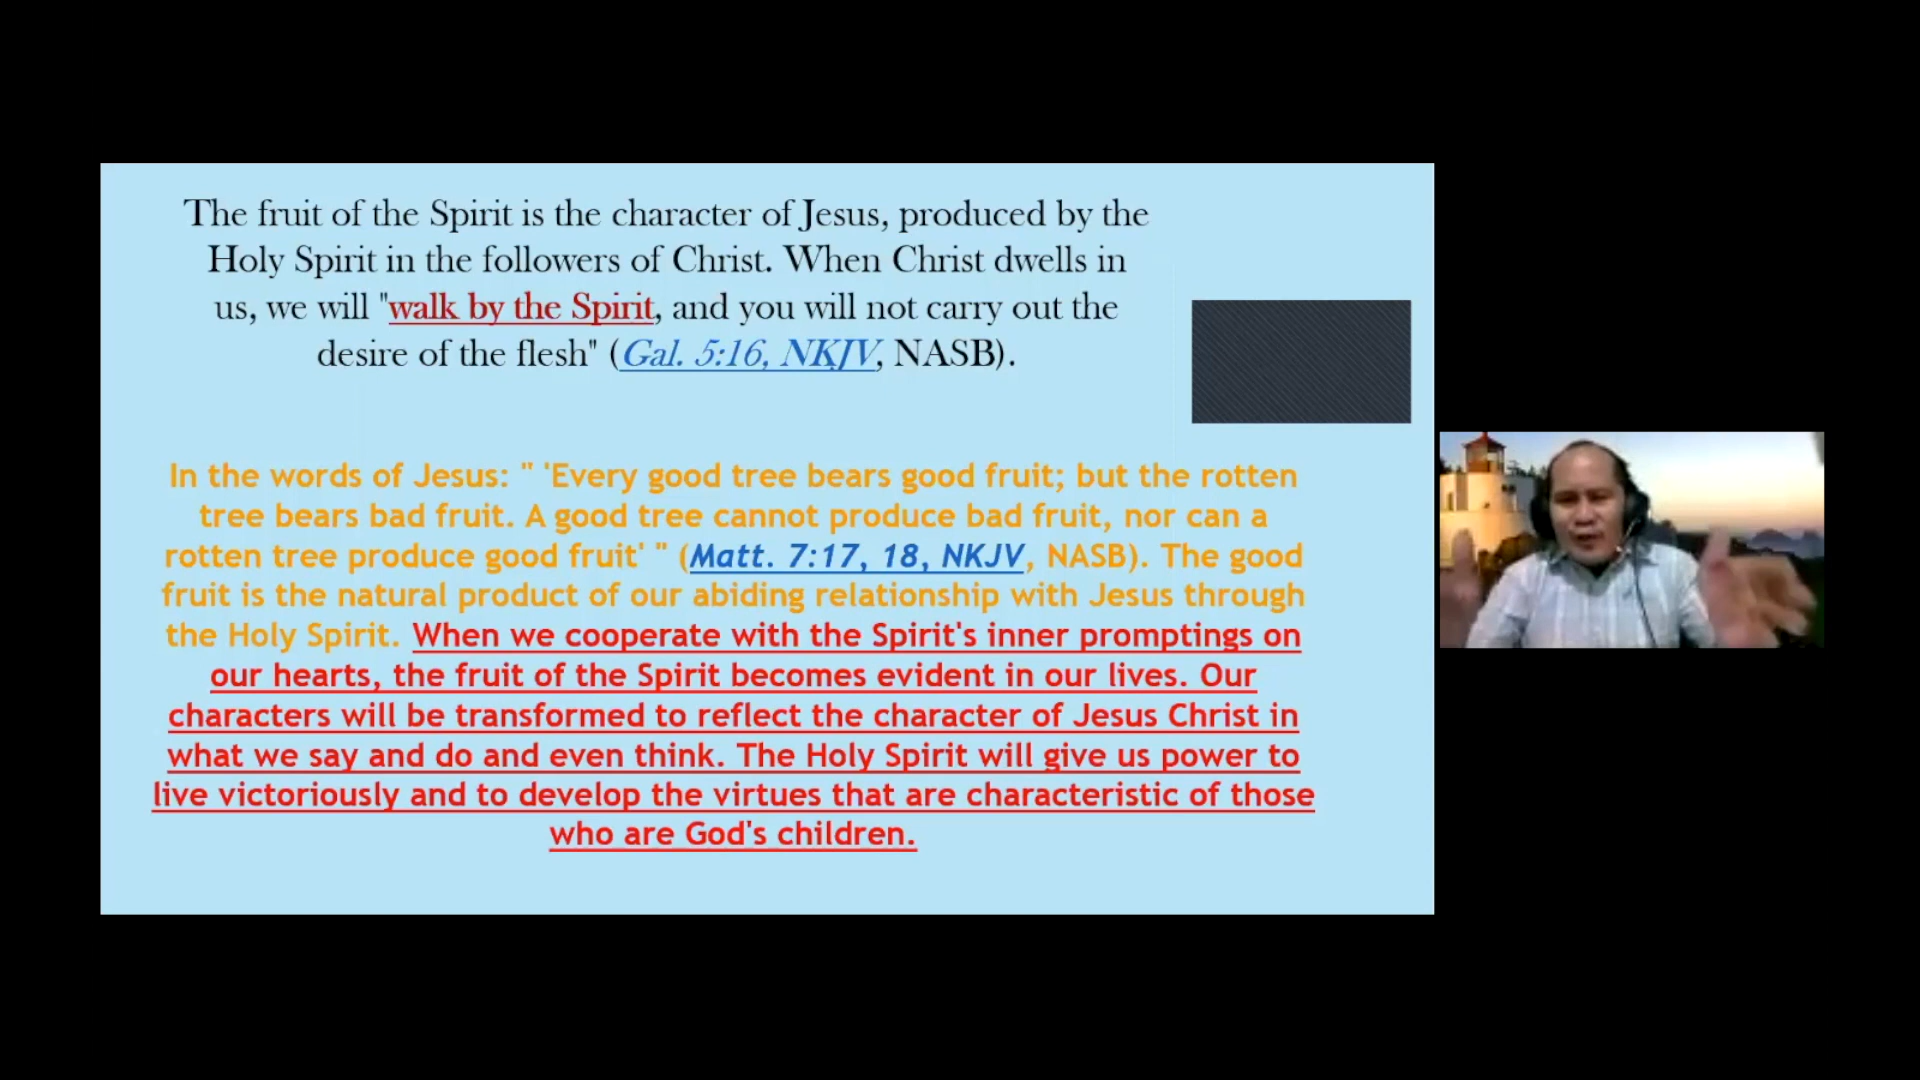 The fruit of the Spirit is the character of Jesus, produced by the
Holy Spirit in the followers of Christ. When Christ dwells in
us, we will "walk by the Spirit, and you will not carry out the
desire of the flesh" (Gal. 5:16, NKJV, NASB).
In the words of Jesus: " 'Every good tree bears good fruit; but the rotten
tree bears bad fruit. A good tree cannot produce bad fruit, nor can a
rotten tree produce good fruit' " (Matt. 7:17, 18, NKJV, NASB). The good
fruit is the natural product of our abiding relationship with Jesus through
the Holy Spirit. When we cooperate with the Spirit's inner promptings on
our hearts, the fruit of the Spirit becomes evident in our lives. Our
characters will be transformed to reflect the character of Jesus Christ in
what we say and do and even think. The Holy Spirit will give us power to
live victoriously and to develop the virtues that are characteristic of those
who are God's children.